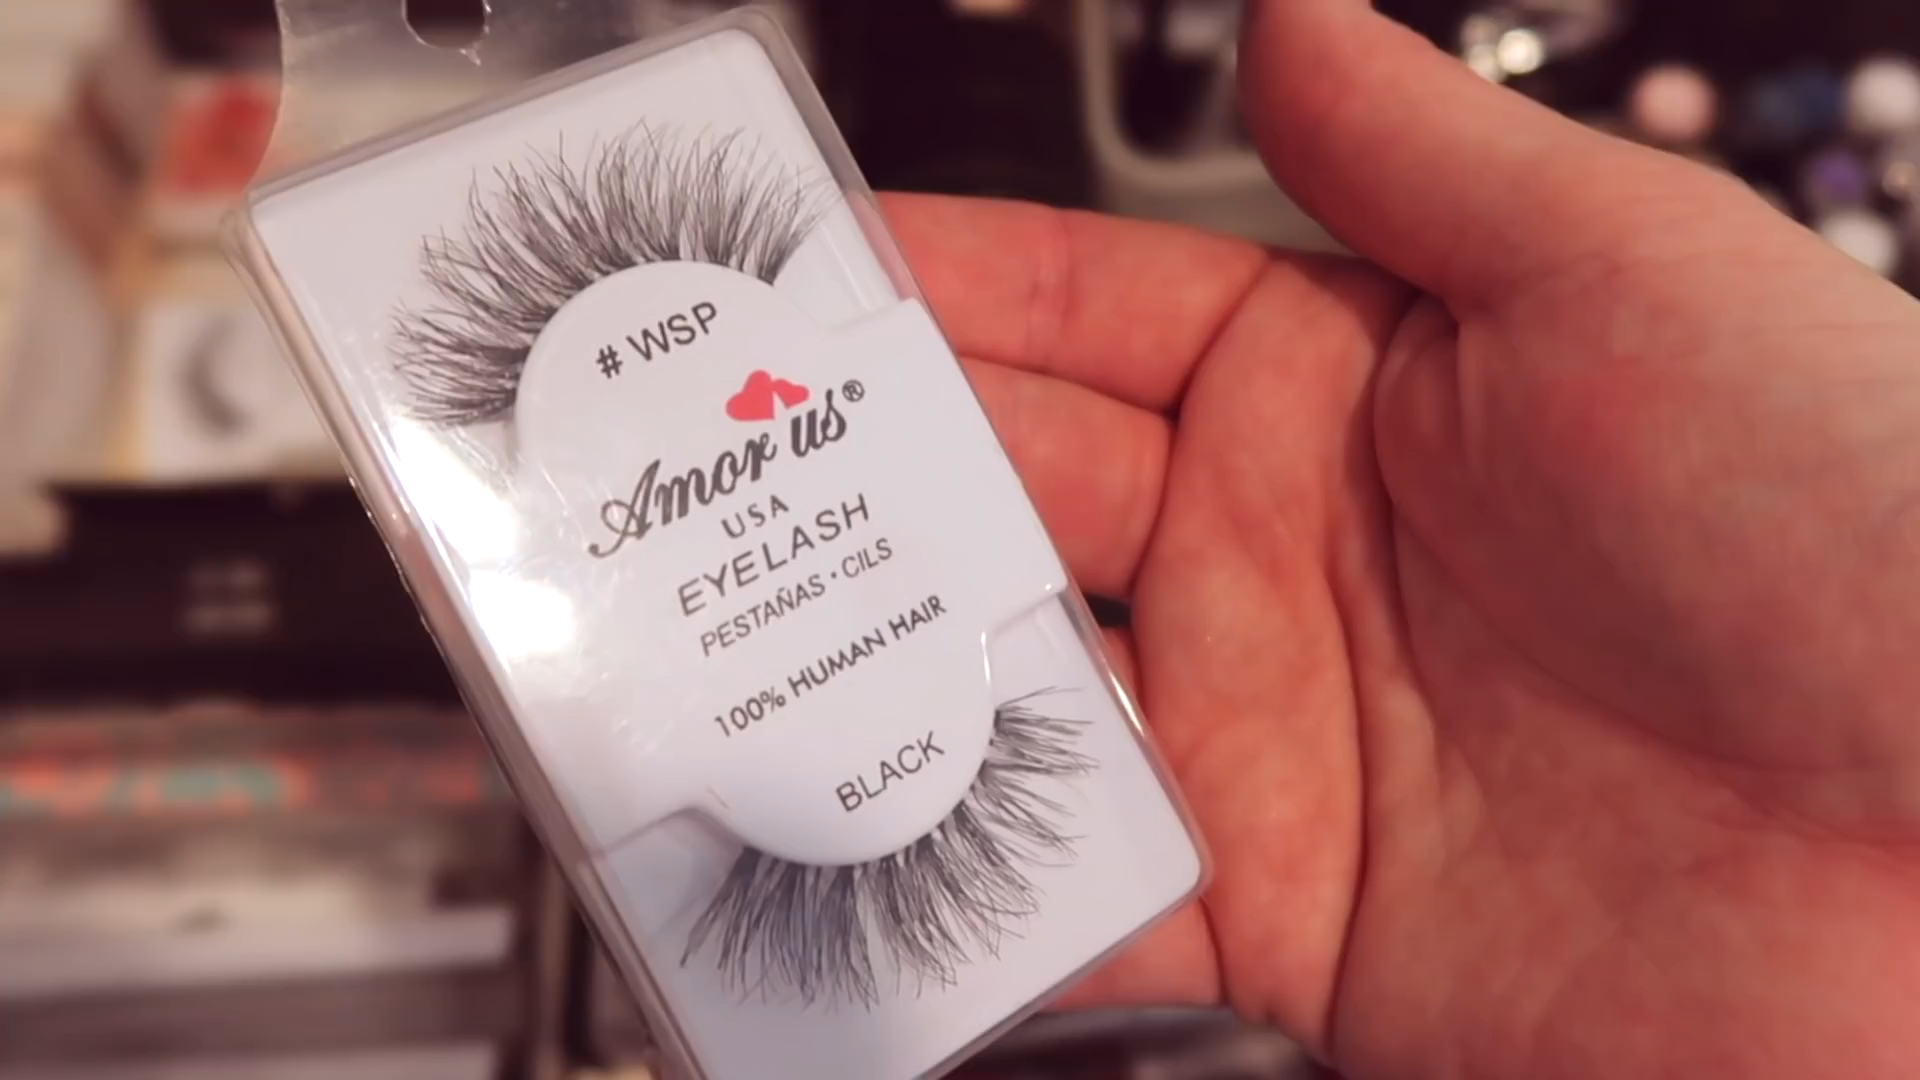 # WSP
Amor us®
USA
EYELASH
PESTAÑAS · CILS
100% HUMAN HAIR
BLACK